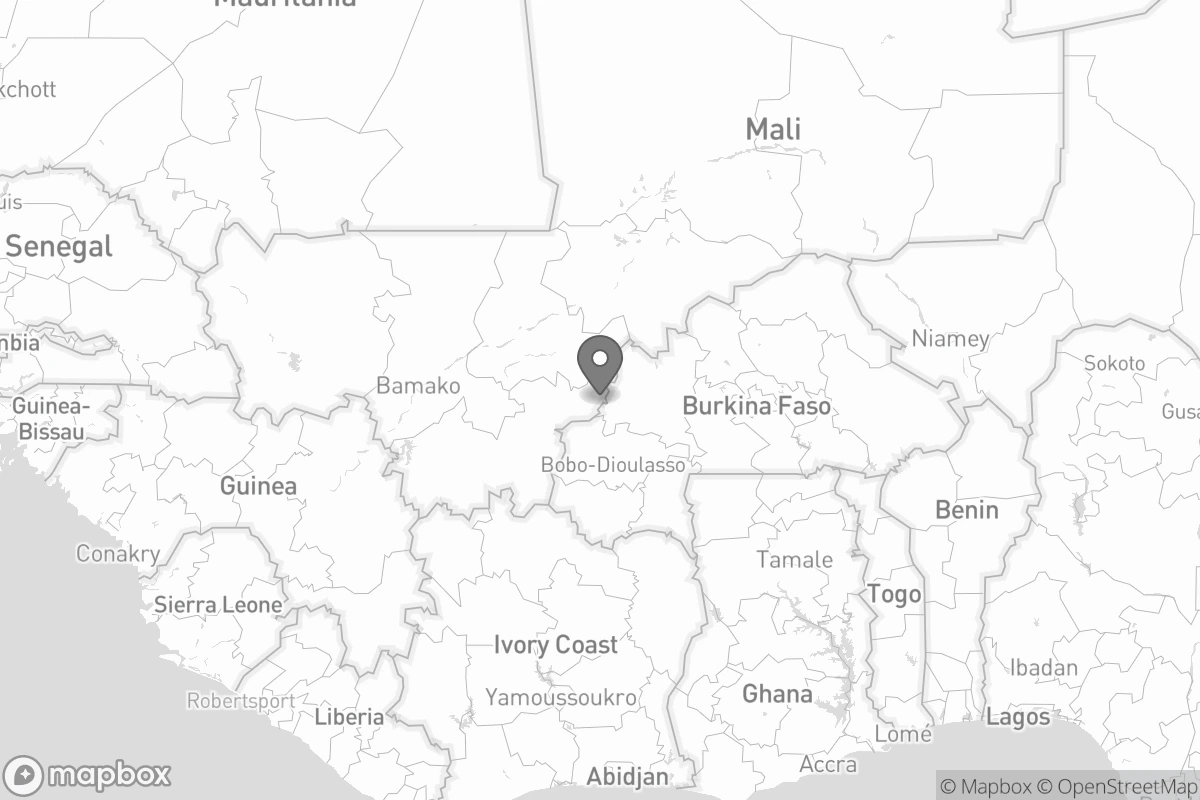 Mauritania
kchott
Mali
uis
Senegal
mbia
Niamey
Sokoto
Bamako
Guinea-
Bissau
Burkina Faso
Gusa
Bobo-Dioulasso
Guinea
Benin
Conakry
Tamale
Togo
Sierra Leone
Ivory Coast
Ibadan
Yamoussoukro
Ghana
Robertsport
Liberia
Lagos
Lomé
Accra
Abidjan
mapbox
© Mapbox © OpenStreetMap